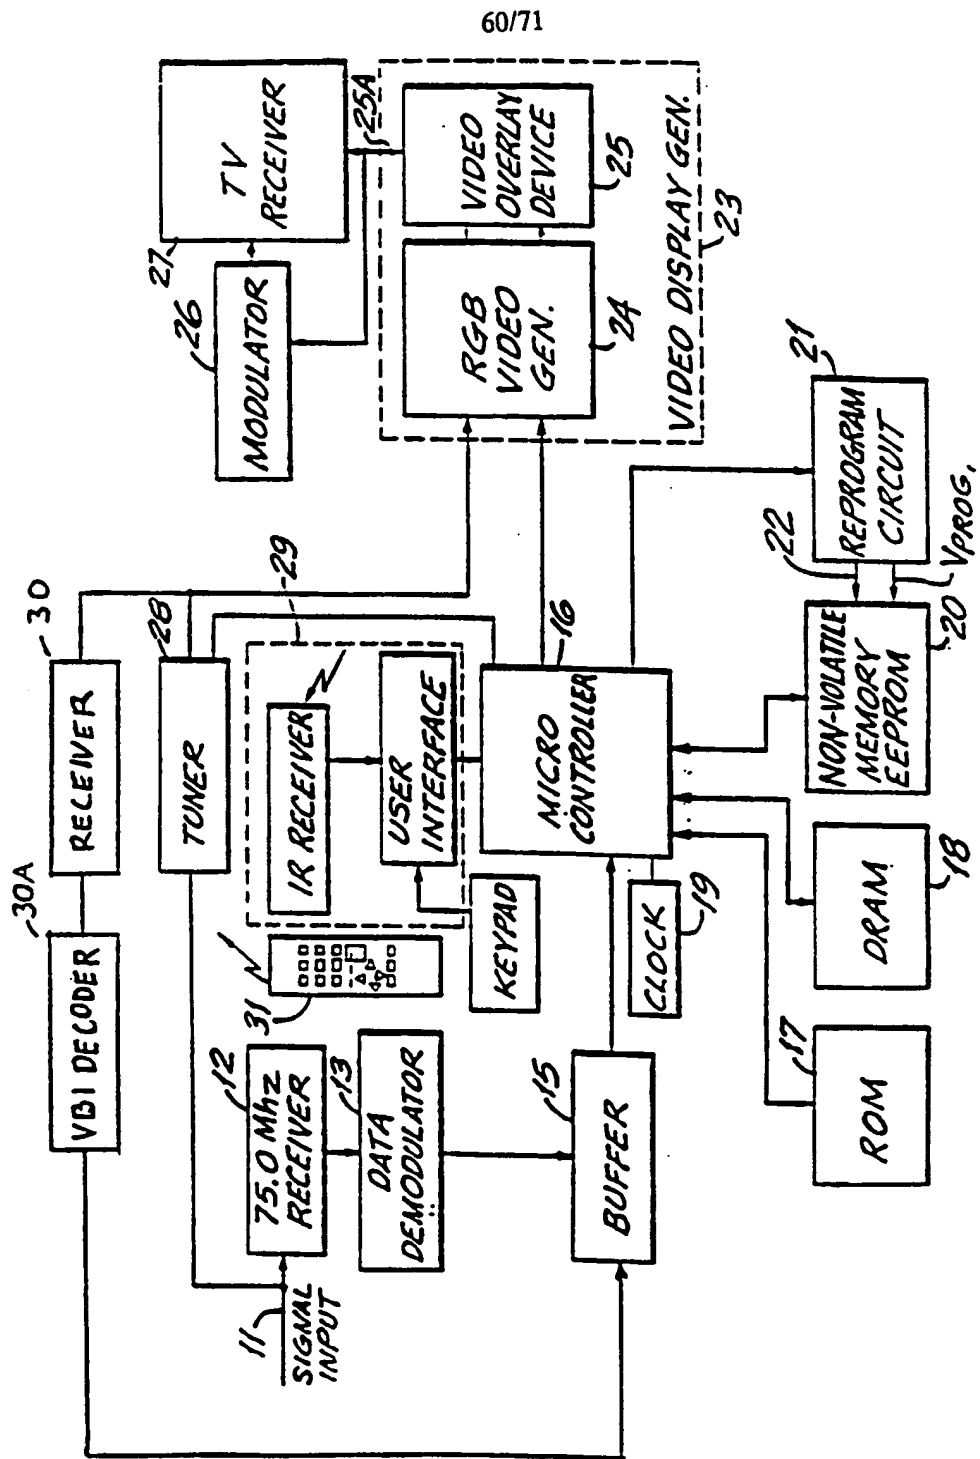 60/71
30A
VBI DECODER
30
RECEIVER
28
TUNER
31
29
IR RECEIVER
USER
INTERFACE
KEYPAD
11
SIGNAL
INPUT
12
75.0 Mhz
RECEIVER
13
DATA
DEMODULATOR
15
BUFFER
16
MICRO
CONTROLLER
CLOCK
19
17
ROM
DRAM
18
NON-VOLATILE
MEMORY
EEPROM
20
22
VPROG.
REPROGRAM
CIRCUIT
21
26
MODULATOR
27
TV
RECEIVER
25A
RGB
VIDEO
GEN.
24
VIDEO
OVERLAY
DEVICE
25
VIDEO DISPLAY GEN.
23